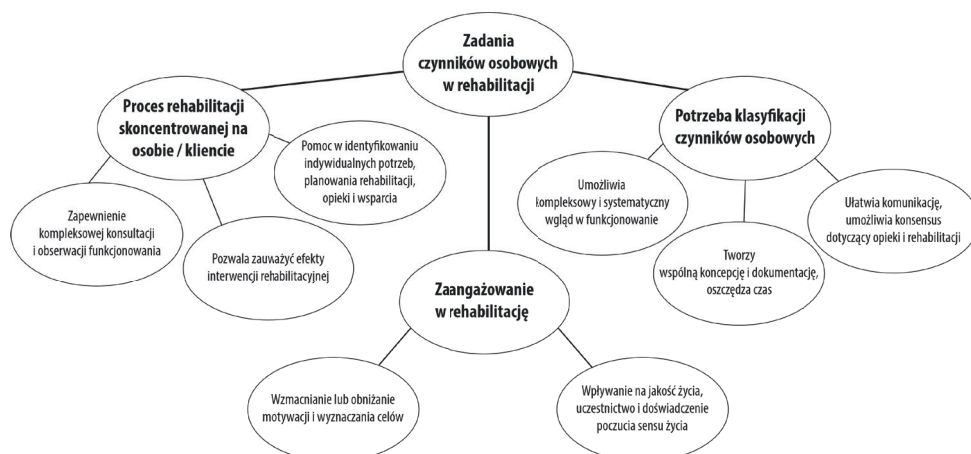 Zadania
czynników osobowych
w rehabilitacji
Proces rehabilitacji
skoncentrowanej na
osobie / kliencie
Potrzeba klasyfikacji
czynników osobowych
Pomoc w identyfikowaniu
indywidualnych potrzeb,
planowania rehabilitacji,
opieki i wsparcia
Zapewnienie
kompleksowej konsultacji
i obserwacji funkcjonowania
Pozwala zauważyć efekty
interwencji rehabilitacyjnej
Umożliwia
kompleksowy i systematyczny
wgląd w funkcjonowanie
Tworzy
wspólną koncepcję i dokumentację,
oszczędza czas
Ułatwia komunikację,
umożliwia konsensus
dotyczący opieki i rehabilitacji
Zaangażowanie
w rehabilitację
Wzmacnianie lub obniżanie
motywacji i wyznaczania celów
Wpływanie na jakość życia,
uczestnictwo i doświadczenie
poczucia sensu życia